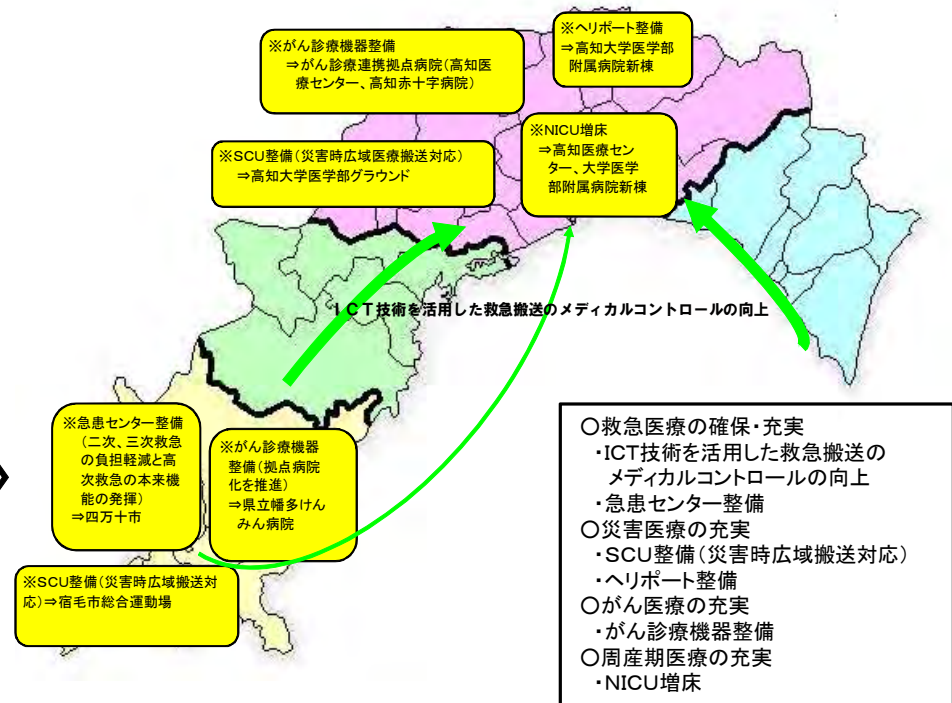 ※がん診療機器整備
⇒がん診療連携拠点病院(高知医
療センター、高知赤十字病院)
※ヘリポート整備
⇒高知大学医学部
附属病院新棟
※NICU増床
⇒高知医療セン
ター、大学医学
部附属病院新棟
※SCU整備(災害時広域医療搬送対応)
⇒高知大学医学部グラウンド
ICT技術を活用した救急搬送のメディカルコントロールの向上
※急患センター整備
(二次、三次救急
の負担軽減と高
次救急の本来機
能の発揮)
⇒四万十市
※がん診療機器
整備(拠点病院
化を推進)
⇒県立幡多けん
みん病院
※SCU整備(災害時広域搬送対
応)⇒宿毛市総合運動場
○救急医療の確保・充実
・ICT技術を活用した救急搬送の
メディカルコントロールの向上
・急患センター整備
○災害医療の充実
・SCU整備(災害時広域搬送対応)
・ヘリポート整備
○がん医療の充実
・がん診療機器整備
○周産期医療の充実
・NICU増床